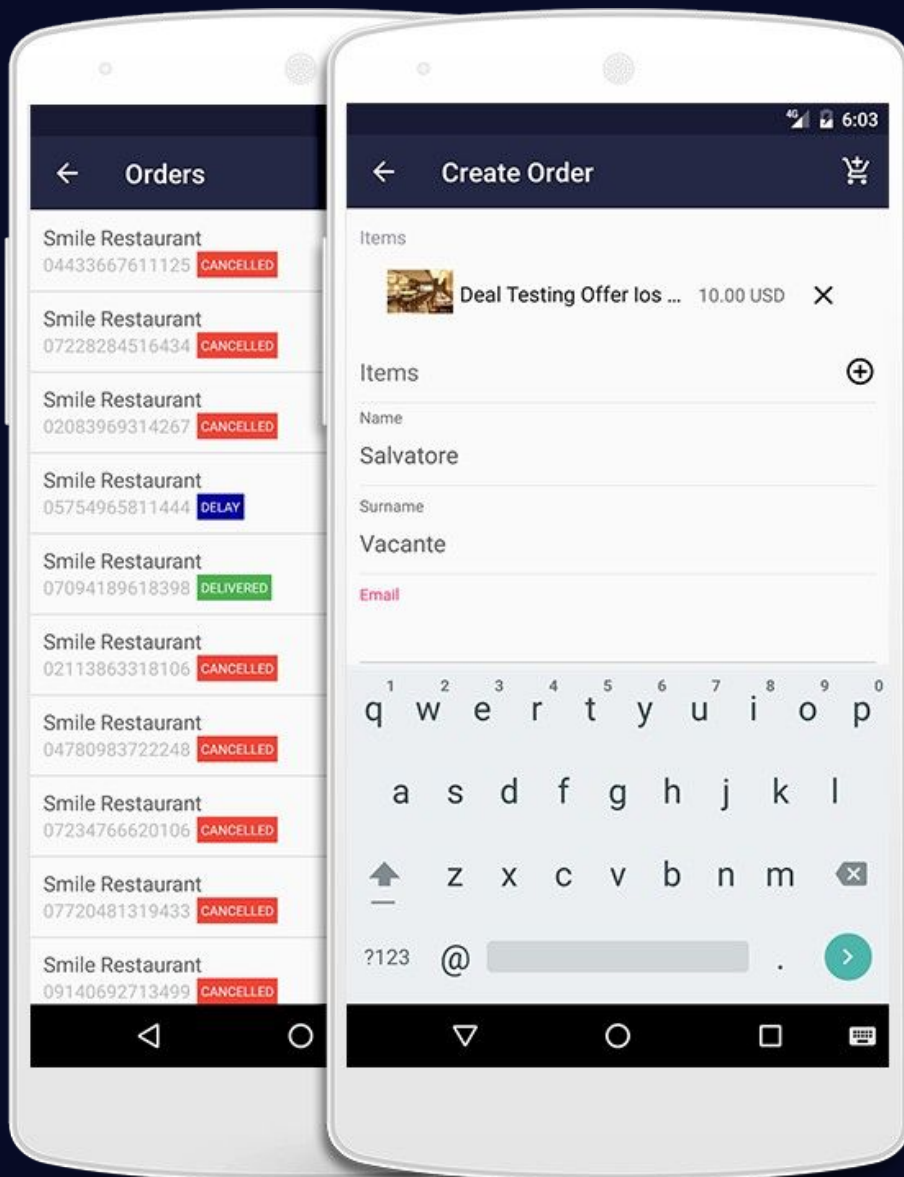 Orders
Smile Restaurant
04433667611125 CANCELLED
Smile Restaurant
07228284516434 CANCELLED
Smile Restaurant
02083969314267 CANCELLED
Smile Restaurant
05754965811444 DELAY
Smile Restaurant
07094189618398 DELIVERED
Smile Restaurant
02113863318106 CANCELLED
Smile Restaurant
04780983722248 CANCELLED
Smile Restaurant
07234766620106 CANCELLED
Smile Restaurant
07720481319433 CANCELLED
Smile Restaurant
09140692713499 CANCELLED
4G 6:03
Create Order
Items
Deal Testing Offer los ... 10.00 USD
Items
Name
Salvatore
Surname
Vacante
Email
1 2 3 4 5 6 7 8 9 0
q w e r t y u i o p
a s d f g h j k l
z x c v b n m
?123 @ .